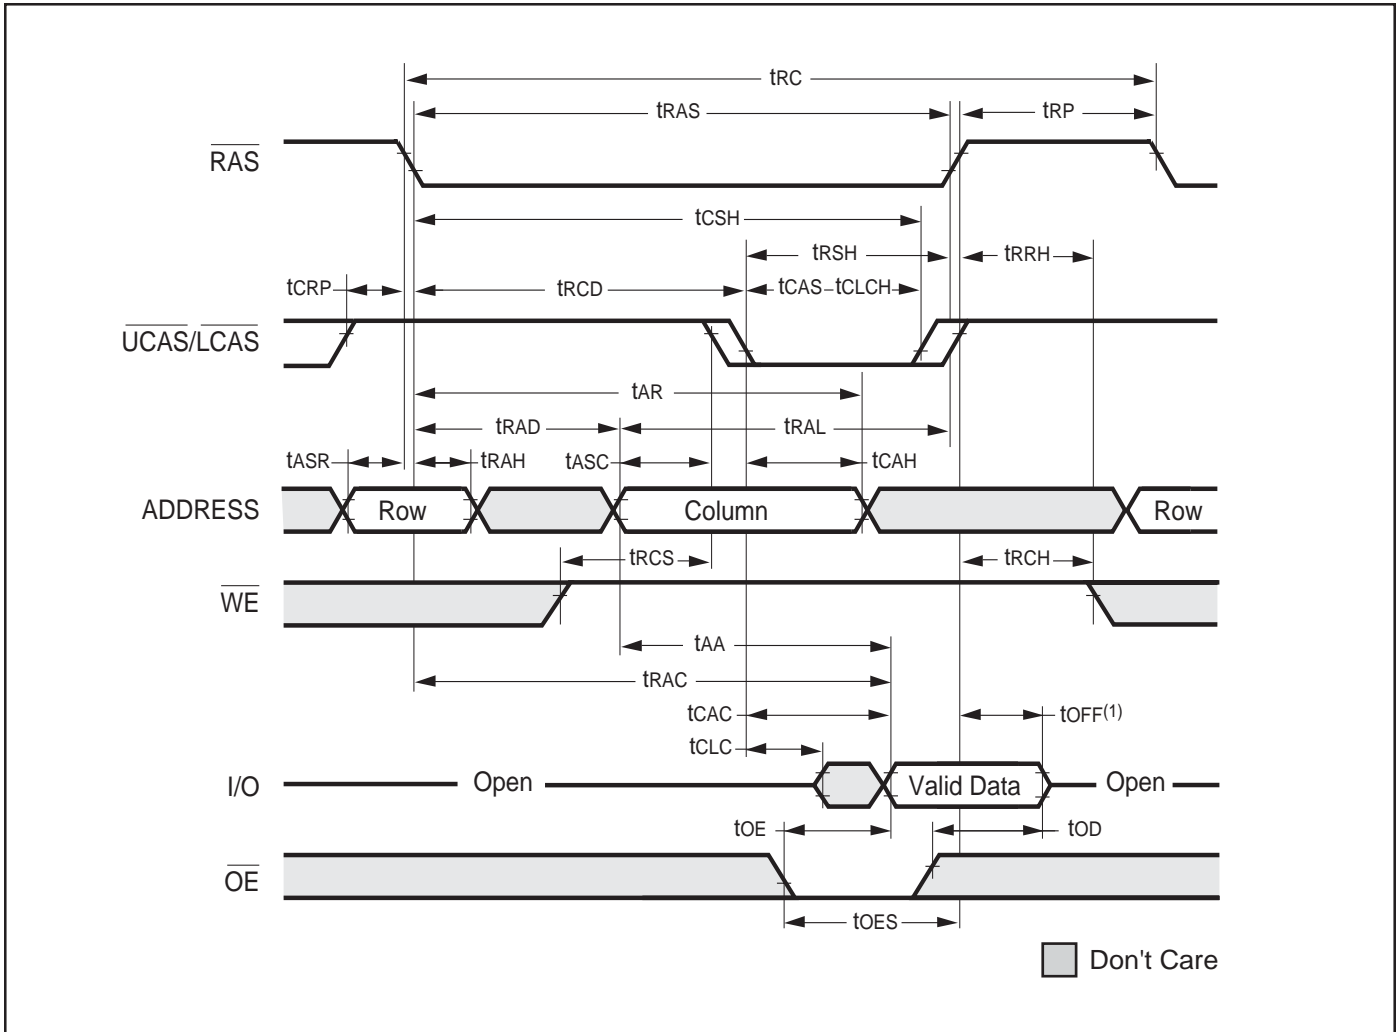 tRC
tRAS
tRP
RAS
tCSH
tRSH
tRRH
tCRP
tRCD
tCAS
tCLCH
UCAS/LCAS
tAR
tRAD
tRAL
tASR
tRAH
tASC
tCAH
ADDRESS
Row
Column
Row
tRCS
tRCH
WE
tAA
tRAC
tCAC
tOFF(1)
tCLC
I/O
Open
Valid Data
Open
tOE
tOD
OE
tOES
Don't Care